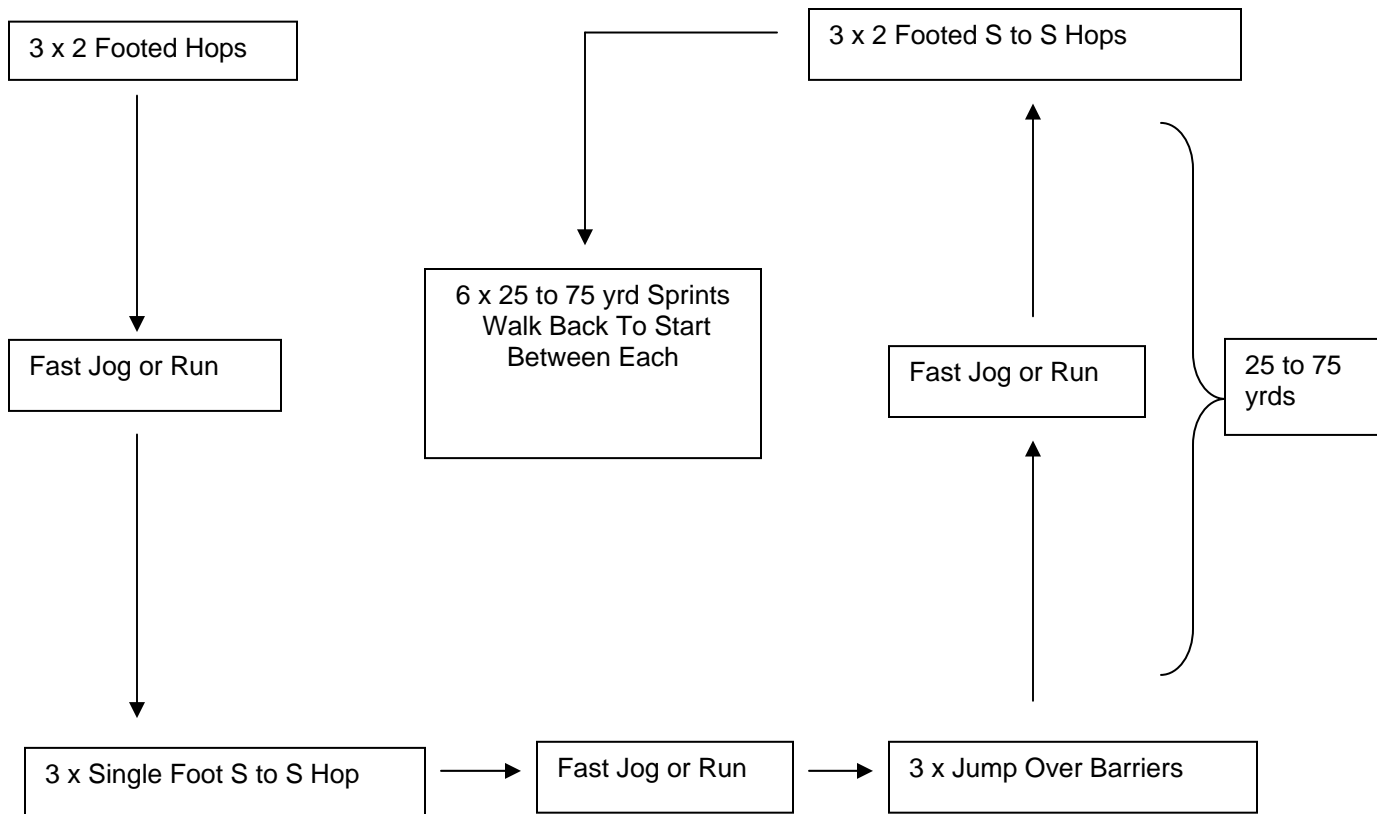 3 x 2 Footed Hops
3 x 2 Footed S to S Hops
6 x 25 to 75 yrd Sprints
Walk Back To Start
Between Each
Fast Jog or Run
Fast Jog or Run
25 to 75
yrds
3 x Single Foot S to S Hop
Fast Jog or Run
3 x Jump Over Barriers